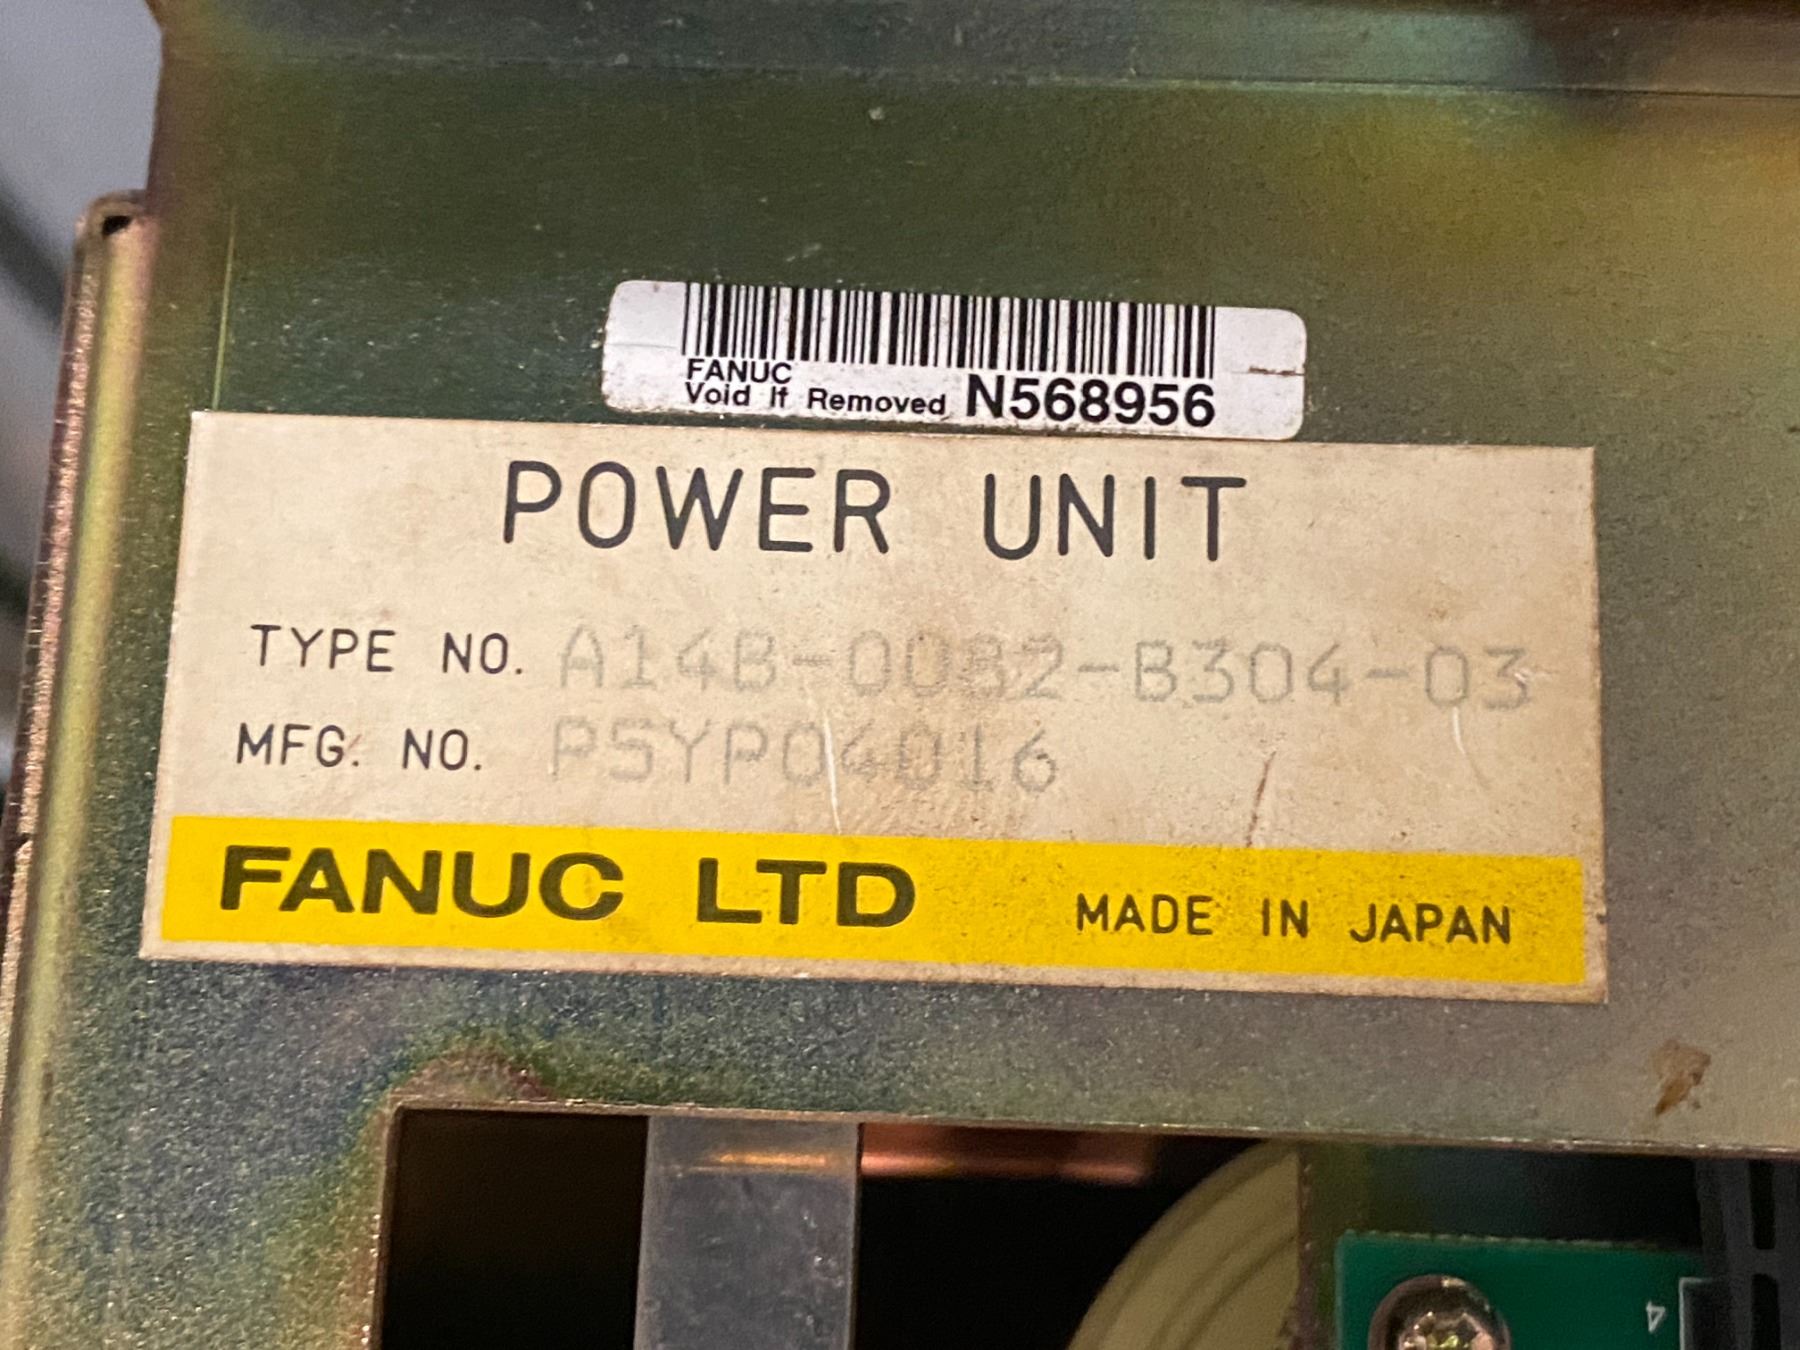 FANUC
Void If Removed N568956
POWER UNIT
TYPE NO. A14B-0082-B304-03
MFG. NO. P5YP04016
FANUC LTD MADE IN JAPAN
4